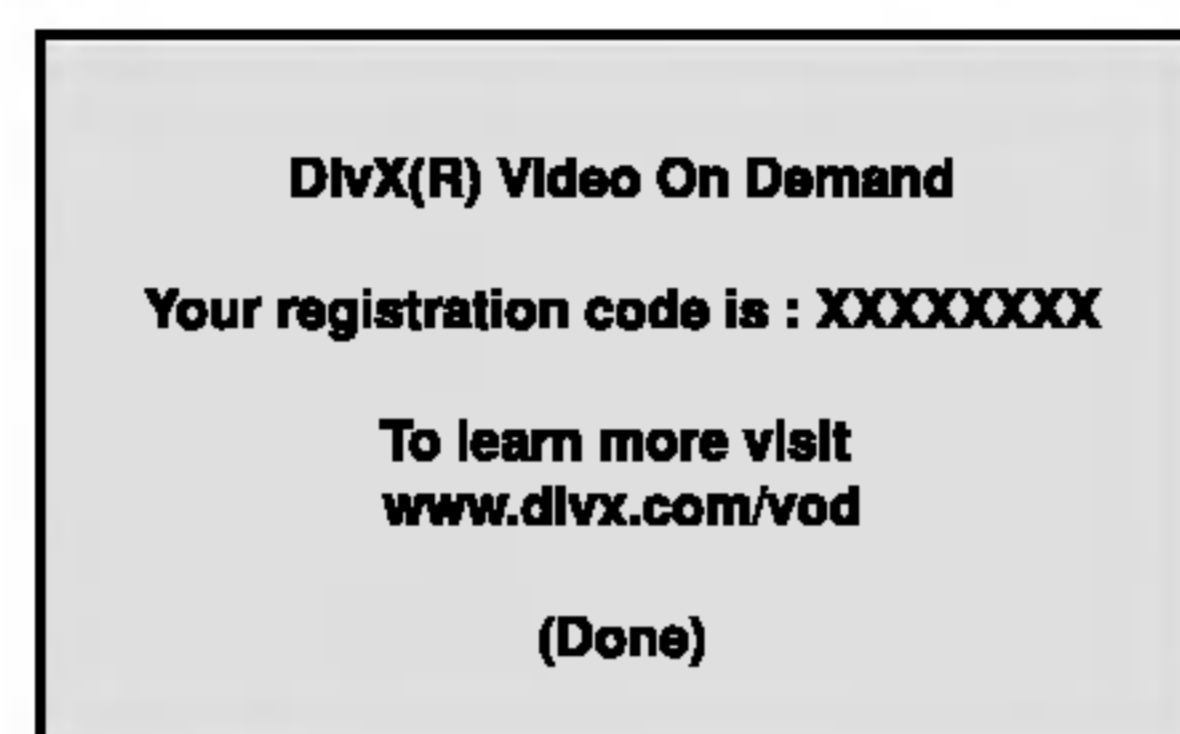 DivX(R) Video On Demand
Your registration code is : XXXXXXXX
To learn more visit
www.divx.com/vod
(Done)